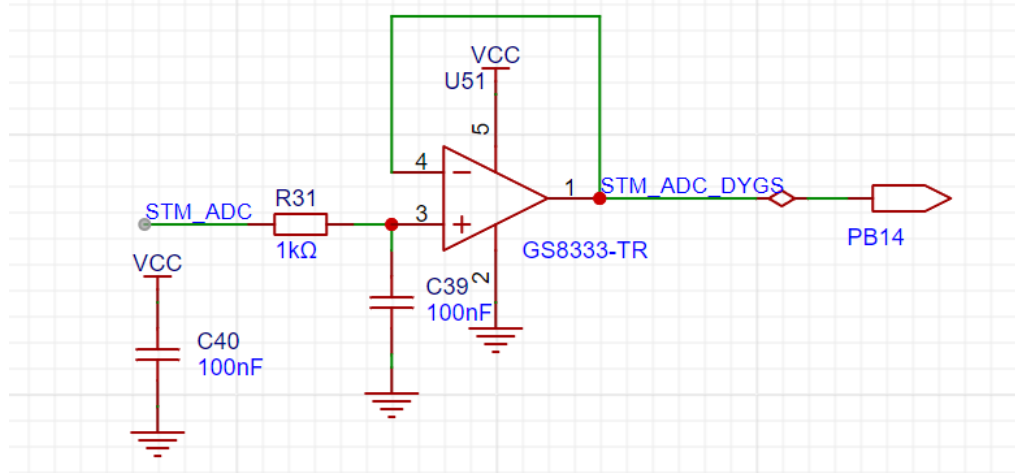 VCC
U51
5
4
1
STM_ADC_DYGS
R31
STM_ADC
3
1kΩ
PB14
GS8333-TR
VCC
2
C39
100nF
C40
100nF